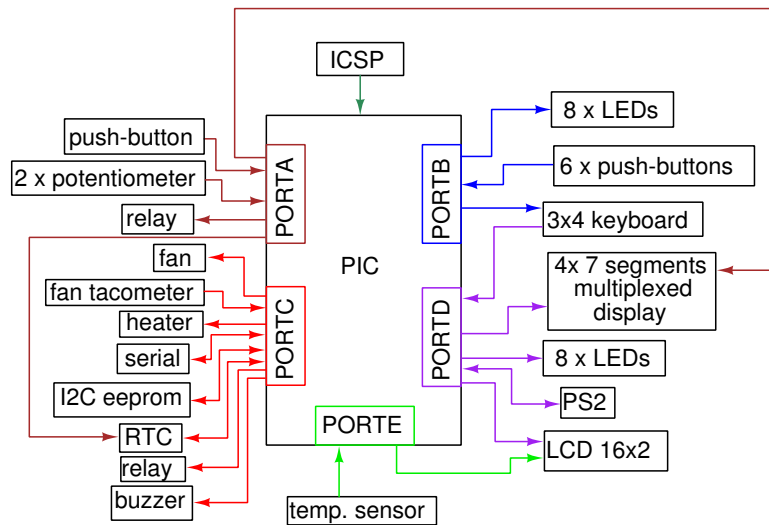 ICSP
push-button
2 x potentiometer
relay
fan
fan tacometer
heater
serial
I2C eeprom
RTC
relay
buzzer
PORTA
PORTC
PIC
PORTB
PORTD
PORTE
temp. sensor
8 x LEDs
6 x push-buttons
3x4 keyboard
4x 7 segments
multiplexed
display
8 x LEDs
PS2
LCD 16x2